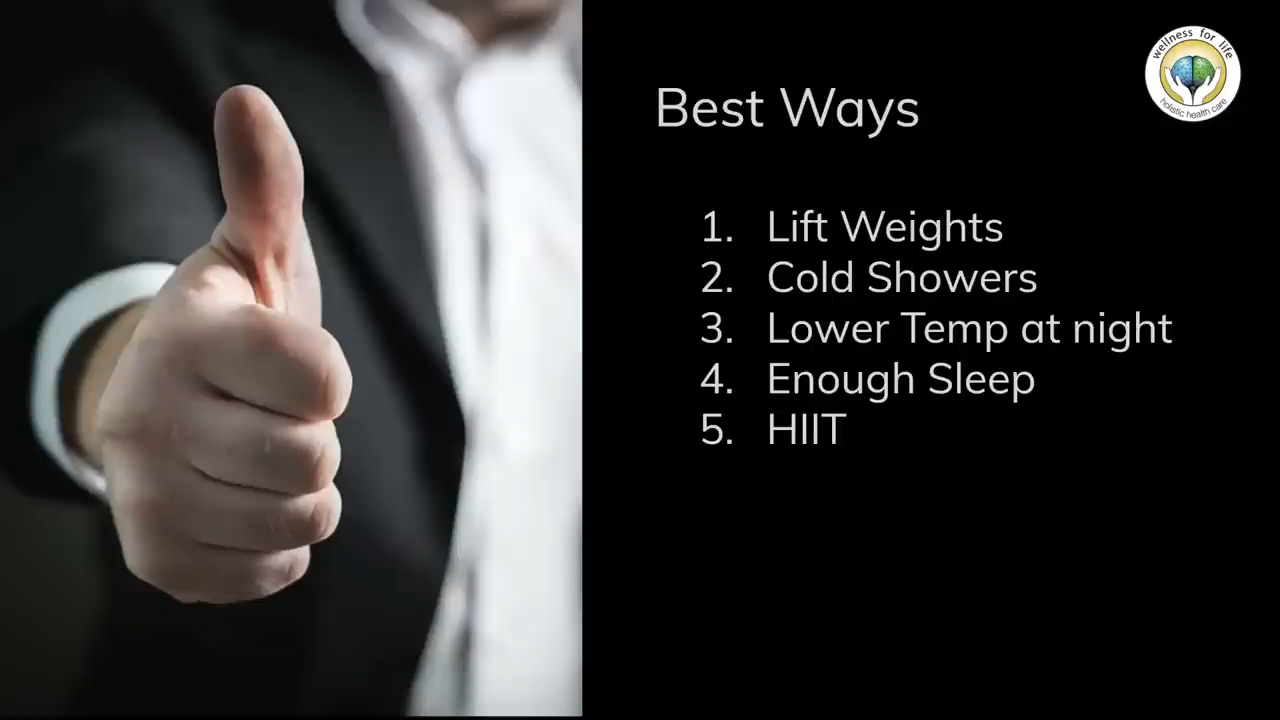 Best Ways
1. Lift Weights
2. Cold Showers
3. Lower Temp at night
4. Enough Sleep
5. HIIT
wellness for life
holistic health care